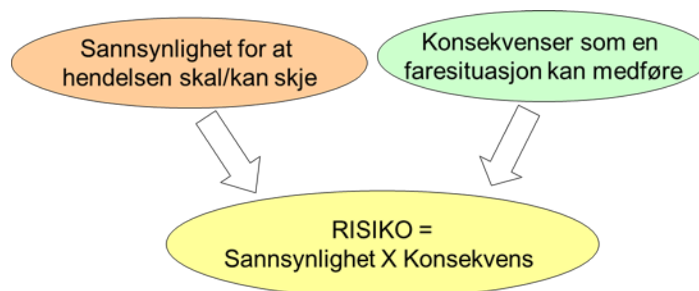 Sannsynlighet for at
hendelsen skal/kan skje
Konsekvenser som en
faresituasjon kan medføre
RISIKO =
Sannsynlighet X Konsekvens